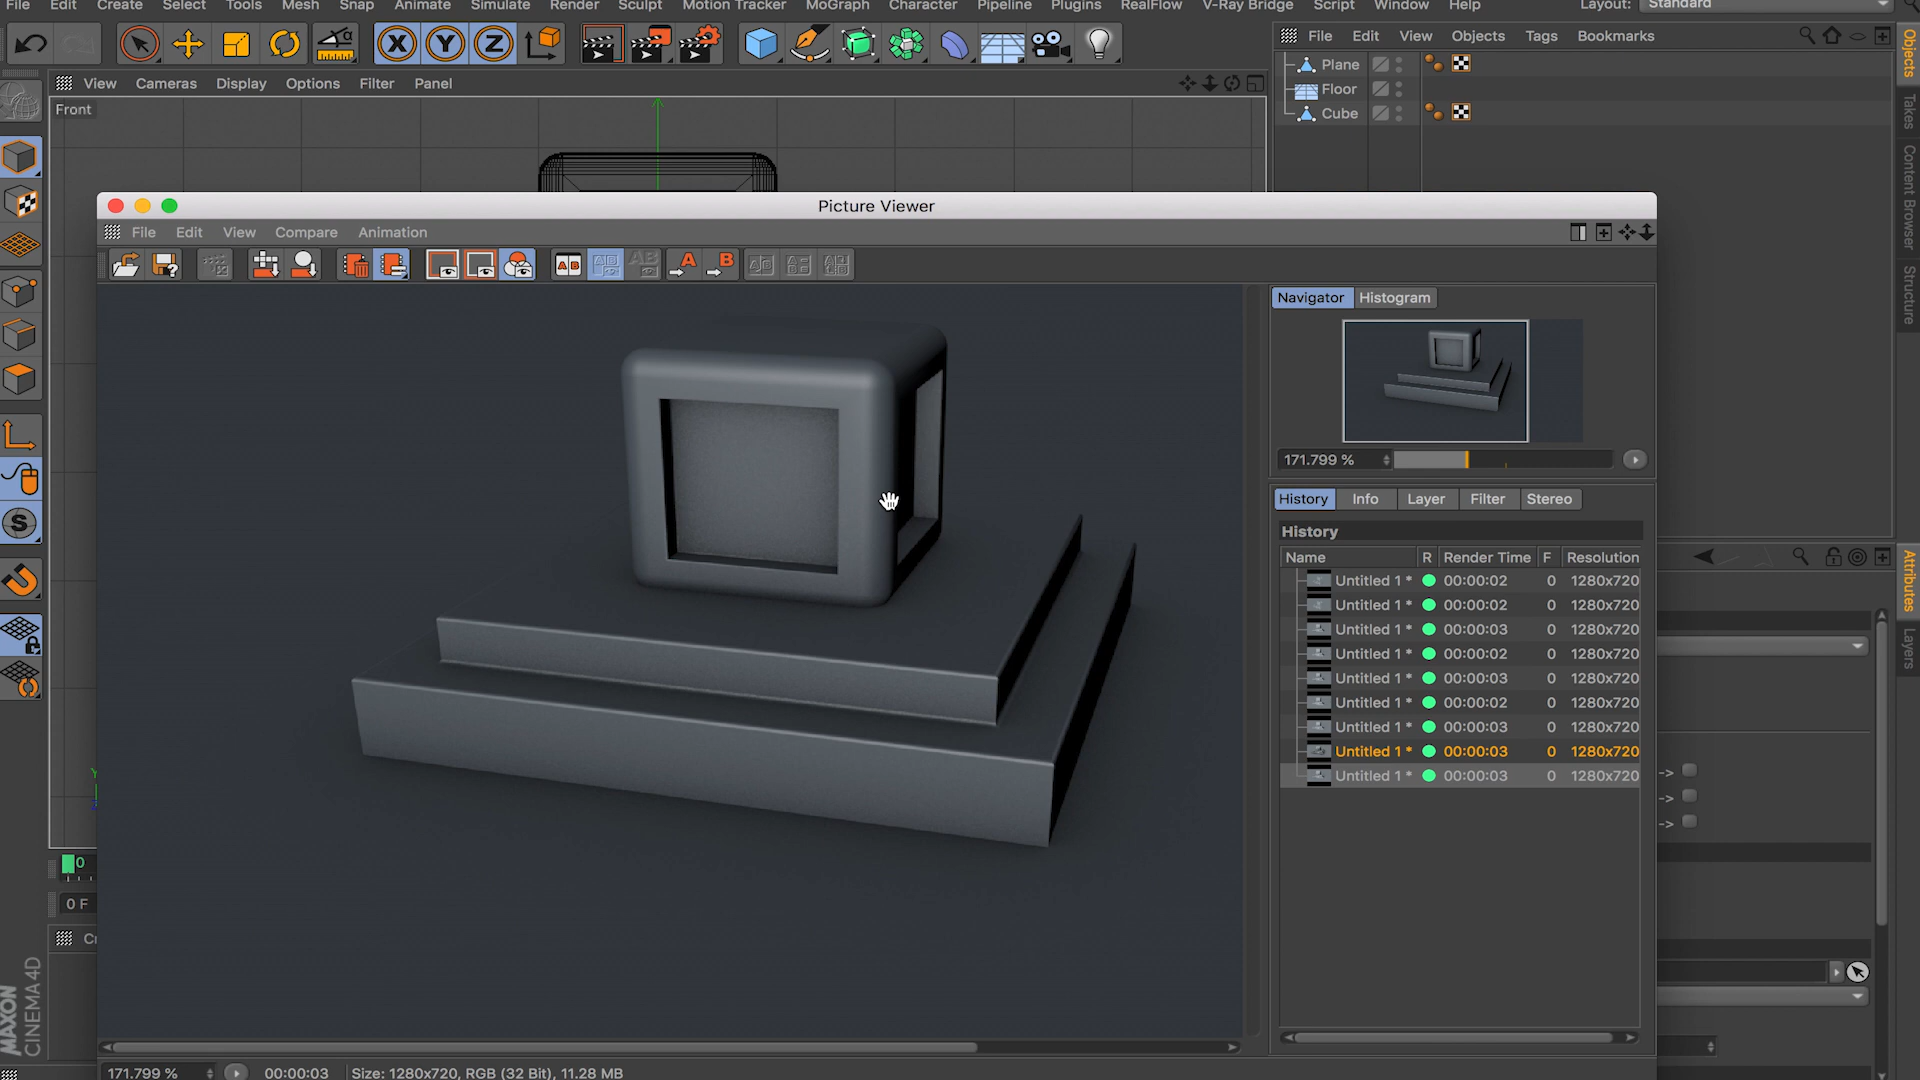 File Edit Create Select Tools Mesh Snap Animate Simulate Render Sculpt Motion Tracker MoGraph Character Pipeline Plugins RealFlow V-Ray Bridge Script Window Help Layout: Standard
X Y Z
File Edit View Objects Tags Bookmarks
Plane
Floor
Cube
Objects
Takes
Content Browser
Structure
View Cameras Display Options Filter Panel
Front
Picture Viewer
File Edit View Compare Animation
Navigator Histogram
171.799 %
History Info Layer Filter Stereo
History
Name R Render Time F Resolution
Untitled 1 * 00:00:02 0 1280x720
Untitled 1 * 00:00:02 0 1280x720
Untitled 1 * 00:00:03 0 1280x720
Untitled 1 * 00:00:02 0 1280x720
Untitled 1 * 00:00:03 0 1280x720
Untitled 1 * 00:00:02 0 1280x720
Untitled 1 * 00:00:03 0 1280x720
Untitled 1 * 00:00:03 0 1280x720
Untitled 1 * 00:00:03 0 1280x720
Attributes
Layers
->
->
->
Y
0
0 F
Cr
MAXON
CINEMA 4D
171.799 % 00:00:03 Size: 1280x720, RGB (32 Bit), 11.28 MB